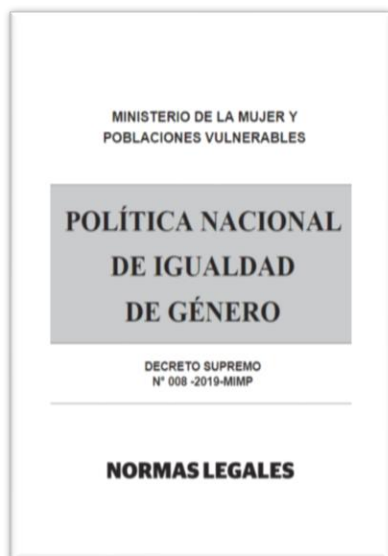 MINISTERIO DE LA MUJER Y
POBLACIONES VULNERABLES
POLÍTICA NACIONAL
DE IGUALDAD
DE GÉNERO
DECRETO SUPREMO
N° 008 -2019-MIMP
NORMAS LEGALES